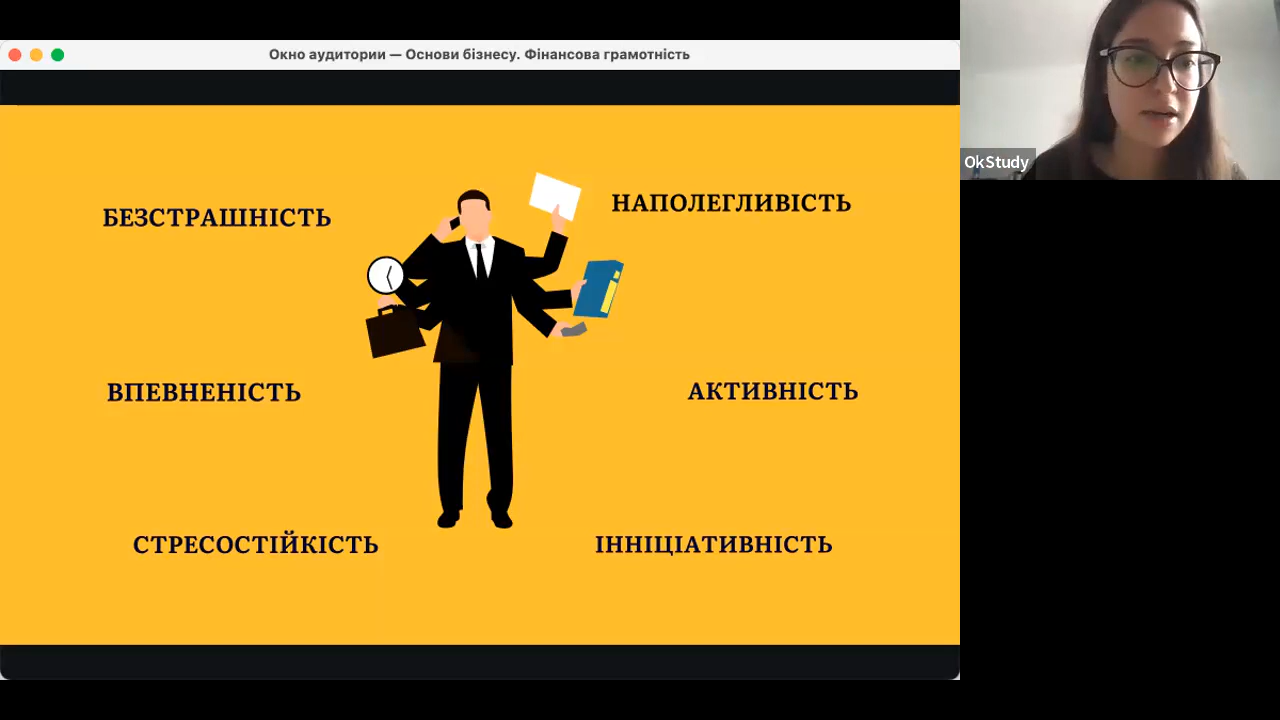 Окно аудитории — Основи бізнесу. Фінансова грамотність
OkStudy
БЕЗСТРАШНІСТЬ
НАПОЛЕГЛИВІСТЬ
ВПЕВНЕНІСТЬ
АКТИВНІСТЬ
СТРЕСОСТІЙКІСТЬ
ІННІЦІАТИВНІСТЬ